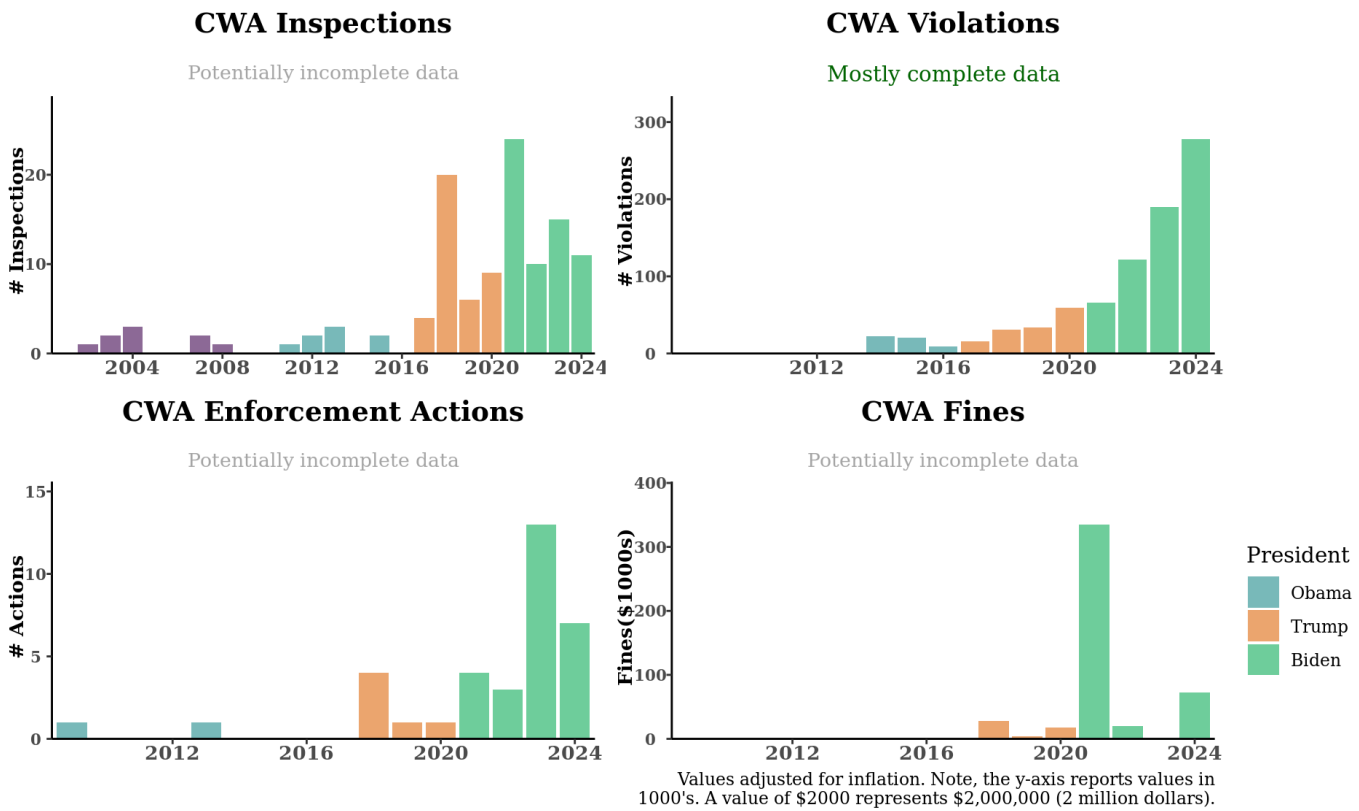 CWA Inspections
Potentially incomplete data
# Inspections
20
10
0
2004 2008 2012 2016 2020 2024
CWA Violations
Mostly complete data
# Violations
300
200
100
0
2012 2016 2020 2024
CWA Enforcement Actions
Potentially incomplete data
# Actions
15
10
5
0
2012 2016 2020 2024
CWA Fines
Potentially incomplete data
Fines($1000s)
400
300
200
100
0
2012 2016 2020 2024
President
Obama
Trump
Biden
Values adjusted for inflation. Note, the y-axis reports values in
1000's. A value of $2000 represents $2,000,000 (2 million dollars).